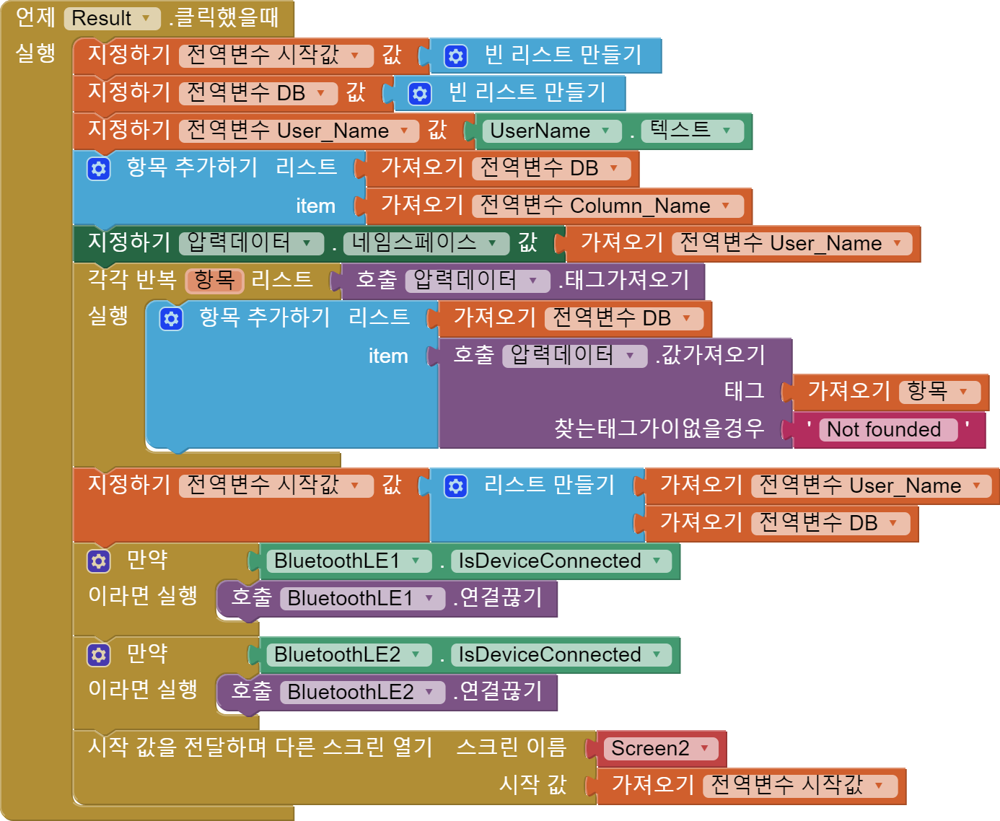 언제 Result .클릭했을때
실행 지정하기 전역변수 시작값 값 빈 리스트 만들기
지정하기 전역변수 DB 값 빈 리스트 만들기
지정하기 전역변수 User_Name 값 UserName . 텍스트
항목 추가하기 리스트 가져오기 전역변수 DB
item 가져오기 전역변수 Column_Name
지정하기 압력데이터 . 네임스페이스 값 가져오기 전역변수 User_Name
각각 반복 항목 리스트 호출 압력데이터 .태그가져오기
실행 항목 추가하기 리스트 가져오기 전역변수 DB
item 호출 압력데이터 .값가져오기
태그 가져오기 항목
찾는태그가이없을경우 ' Not founded '
지정하기 전역변수 시작값 값 리스트 만들기 가져오기 전역변수 User_Name
가져오기 전역변수 DB
만약 BluetoothLE1 . IsDeviceConnected
이라면 실행 호출 BluetoothLE1 .연결끊기
만약 BluetoothLE2 . IsDeviceConnected
이라면 실행 호출 BluetoothLE2 .연결끊기
시작 값을 전달하며 다른 스크린 열기 스크린 이름 Screen2
시작 값 가져오기 전역변수 시작값